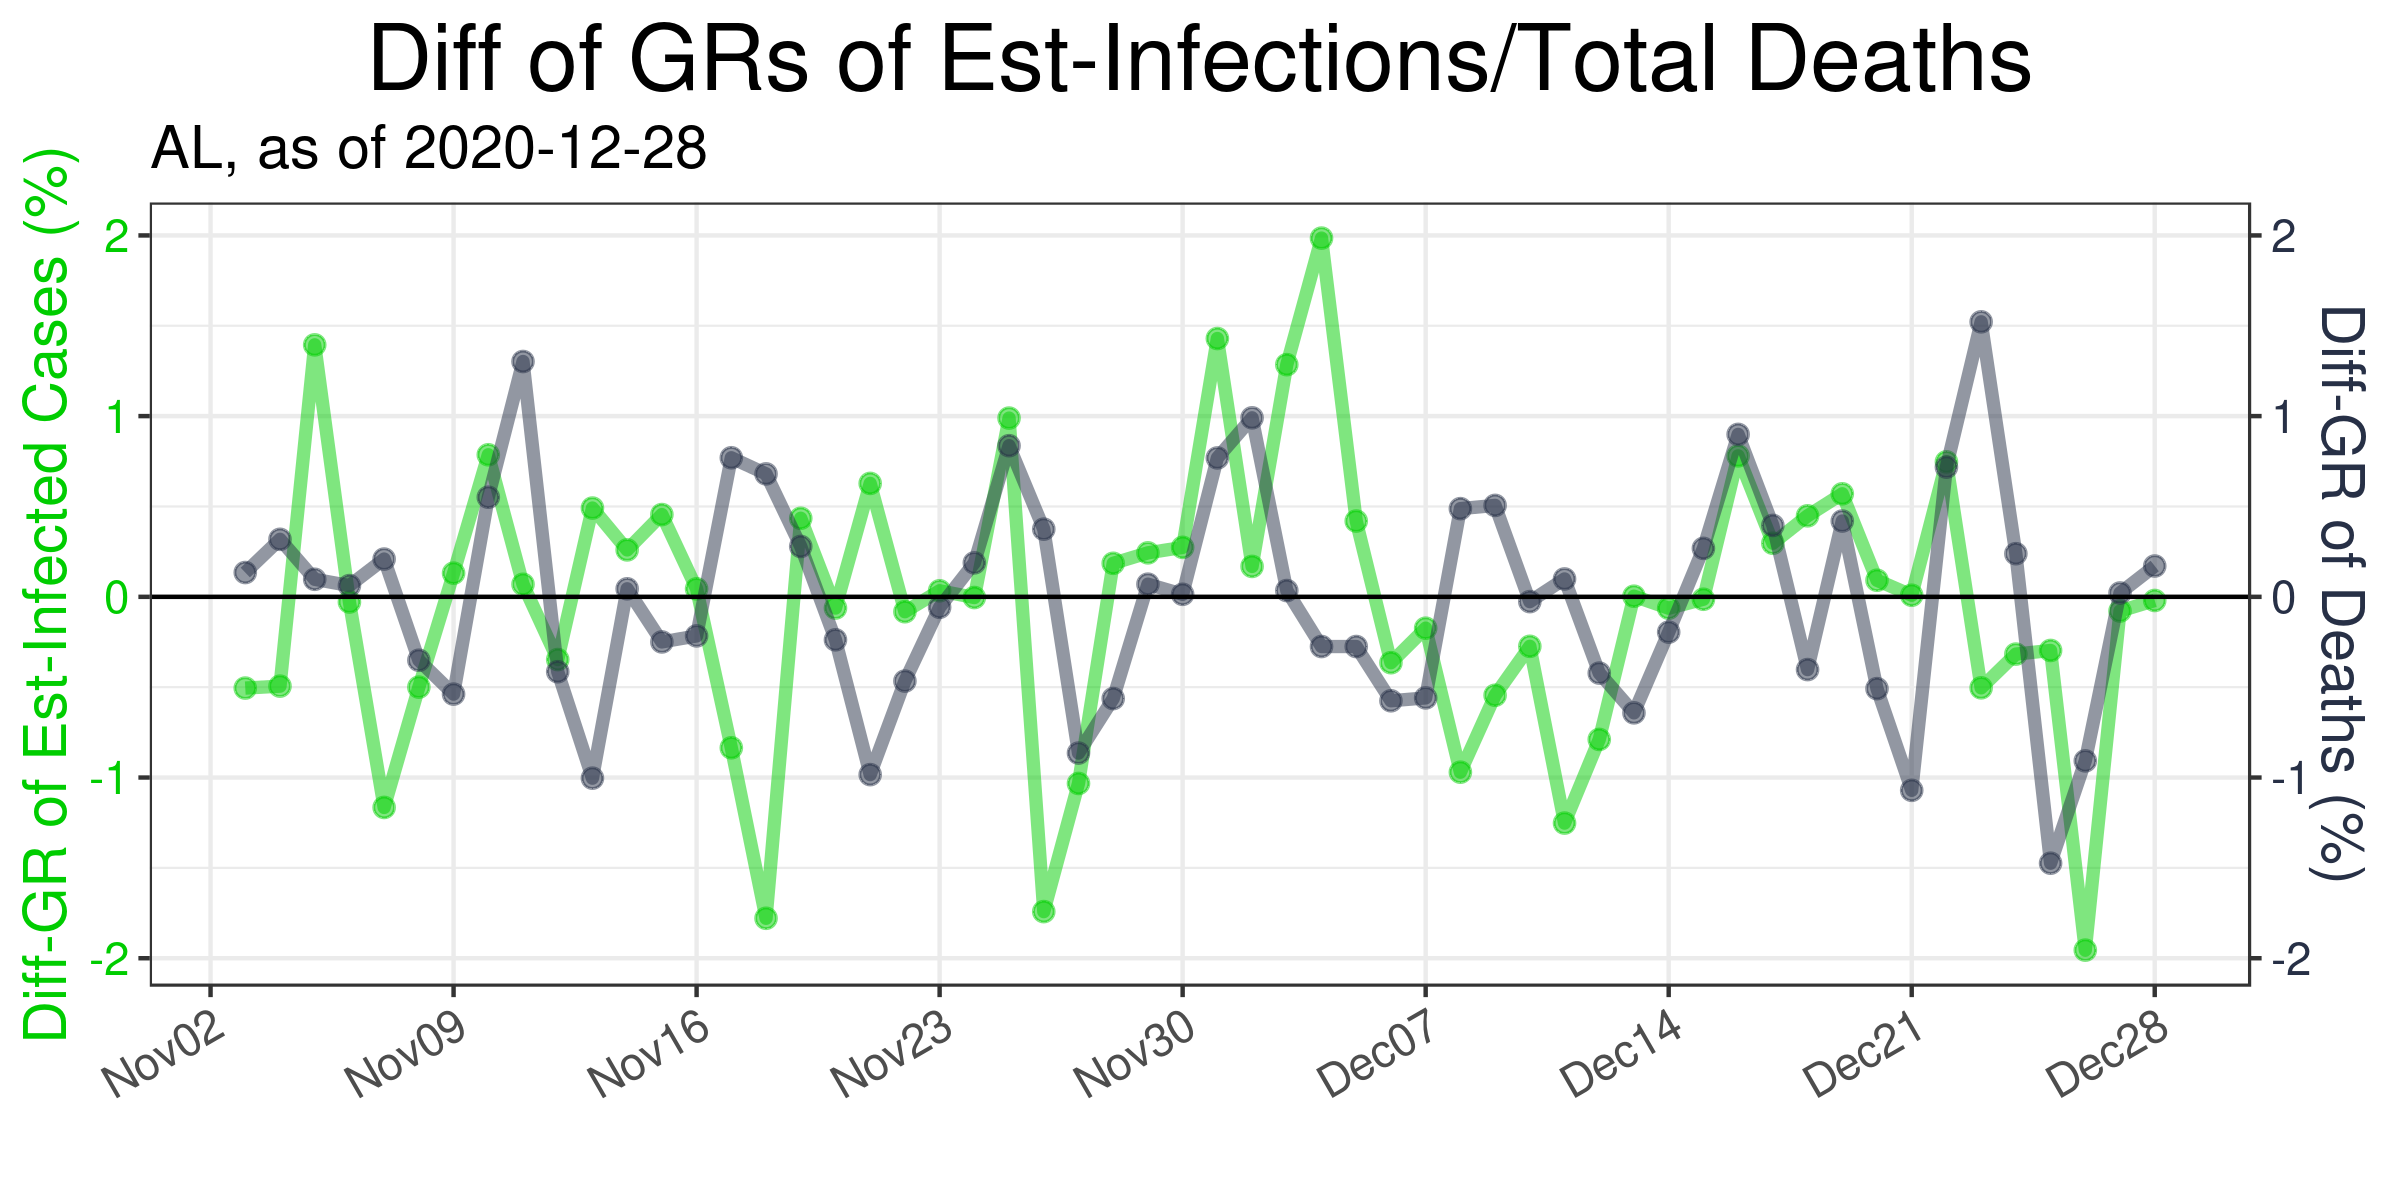 Diff of GRs of Est-Infections/Total Deaths
AL, as of 2020-12-28
Diff-GR of Est-Infected Cases (%)
2
1
0
-1
-2
2
1
0
-1
-2
Diff-GR of Deaths (%)
Nov02
Nov09
Nov16
Nov23
Nov30
Dec07
Dec14
Dec21
Dec28